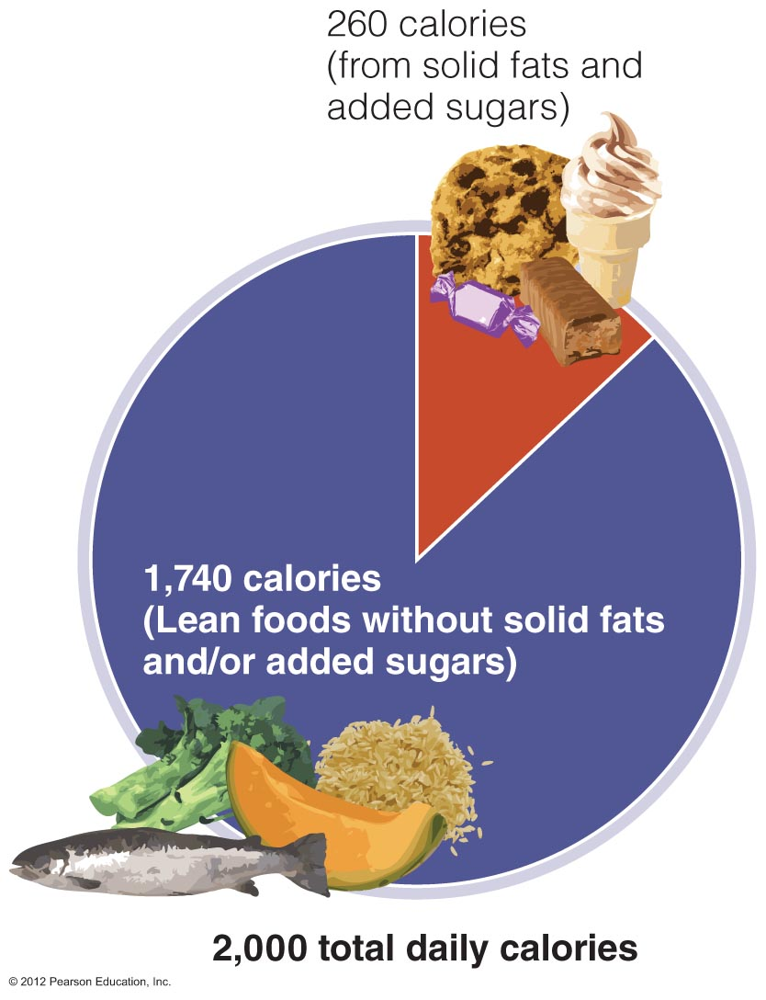 260 calories
(from solid fats and
added sugars)
1,740 calories
(Lean foods without solid fats
and/or added sugars)
2,000 total daily calories
© 2012 Pearson Education, Inc.